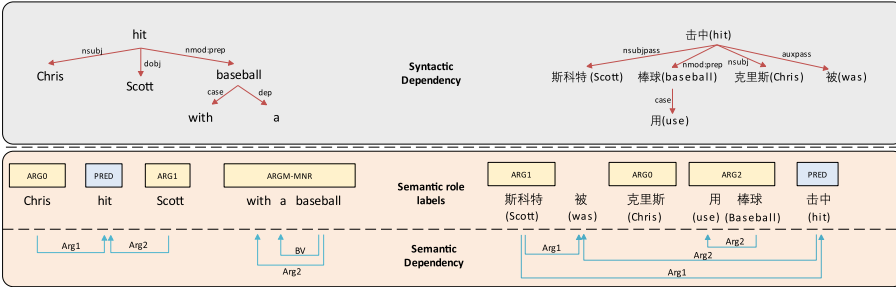 hit
nsubj
dobj
nmod:prep
Chris
Scott
baseball
case
dep
with
a
Syntactic
Dependency
击中(hit)
nsubjpass
nmod:prep
nsubj
auxpass
斯科特(Scott)
棒球(baseball)
克里斯(Chris)
被(was)
case
用(use)
ARG0
PRED
ARG1
ARGM-MNR
Chris
hit
Scott
with a baseball
Semantic role
labels
ARG1
ARG0
ARG2
PRED
斯科特
被
克里斯
用 棒球
击中
(Scott)
(was)
(Chris)
(use) (Baseball)
(hit)
Arg1
Arg2
BV
Arg2
Semantic
Dependency
Arg1
Arg2
Arg2
Arg1